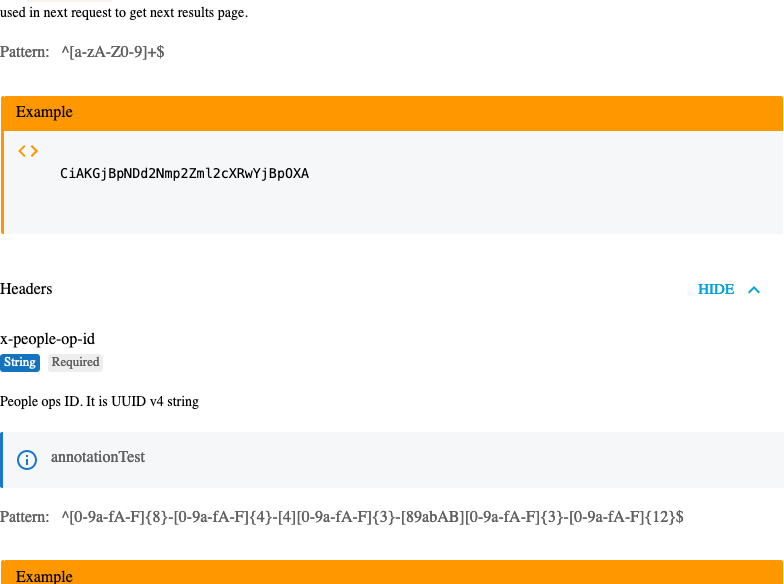 used in next request to get next results page.
Pattern: ^[a-zA-Z0-9]+$
Example
CiAKGjBpNDd2Nmp2Zml2cXRwYjBpOXA
Headers
HIDE
x-people-op-id
String Required
People ops ID. It is UUID v4 string
annotationTest
Pattern: ^[0-9a-fA-F]{8}-[0-9a-fA-F]{4}-[4][0-9a-fA-F]{3}-[89abAB][0-9a-fA-F]{3}-[0-9a-fA-F]{12}$
Example